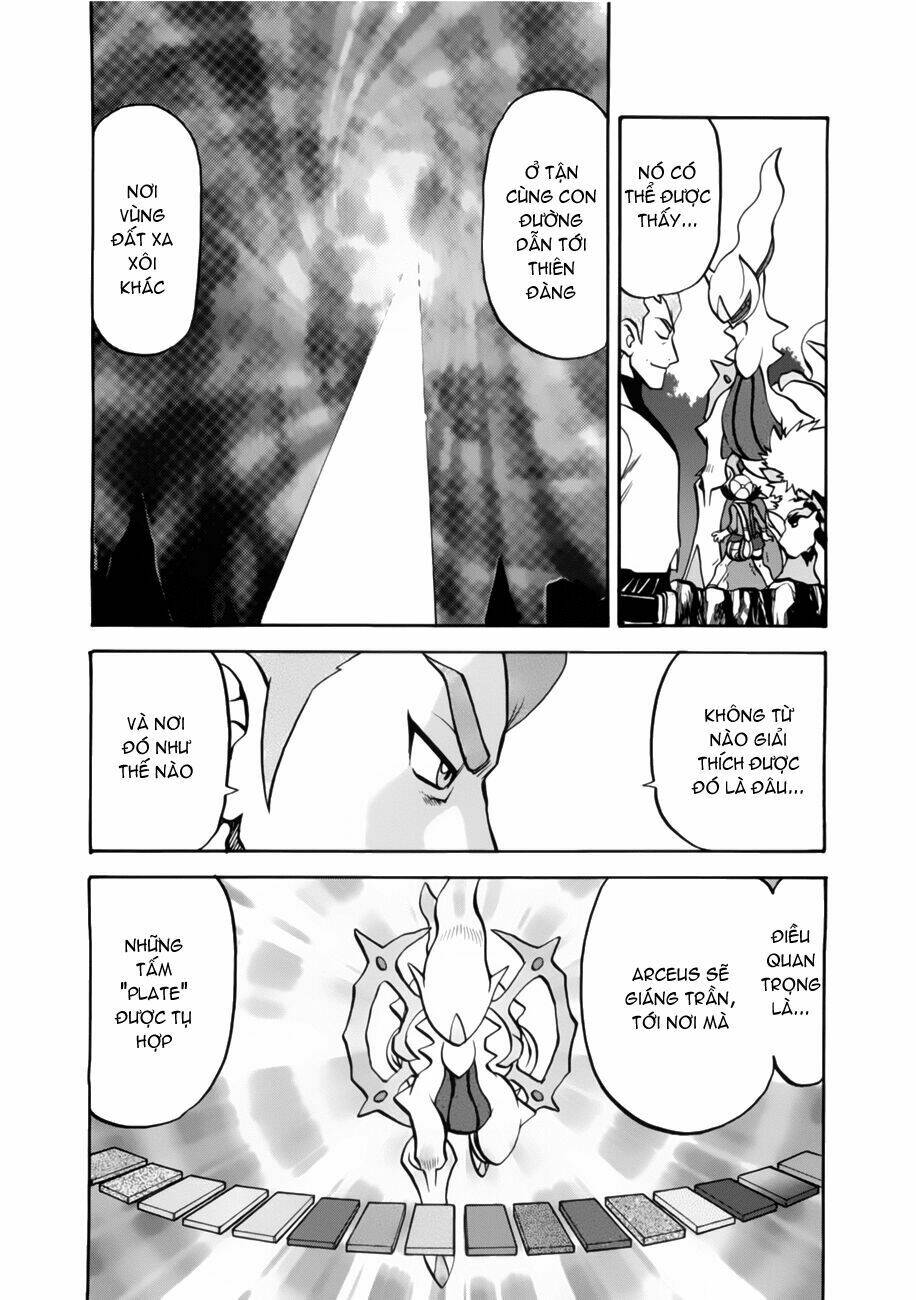 NÓ CÓ
THỂ ĐƯỢC
THẤY...
Ở TẬN
CÙNG CON
ĐƯỜNG
DẪN TỚI
THIÊN
ĐÀNG
NƠI
VÙNG
ĐẤT XA
XÔI
KHÁC
KHÔNG TỪ
NÀO GIẢI
THÍCH ĐƯỢC
ĐÓ LÀ ĐÂU...
VÀ NƠI
ĐÓ NHƯ
THẾ NÀO
ĐIỀU
QUAN
TRỌNG
LÀ...
ARCEUS SẼ
GIÁNG TRẦN,
TỚI NƠI MÀ
NHỮNG
TẤM
"PLATE"
ĐƯỢC TỤ
HỢP